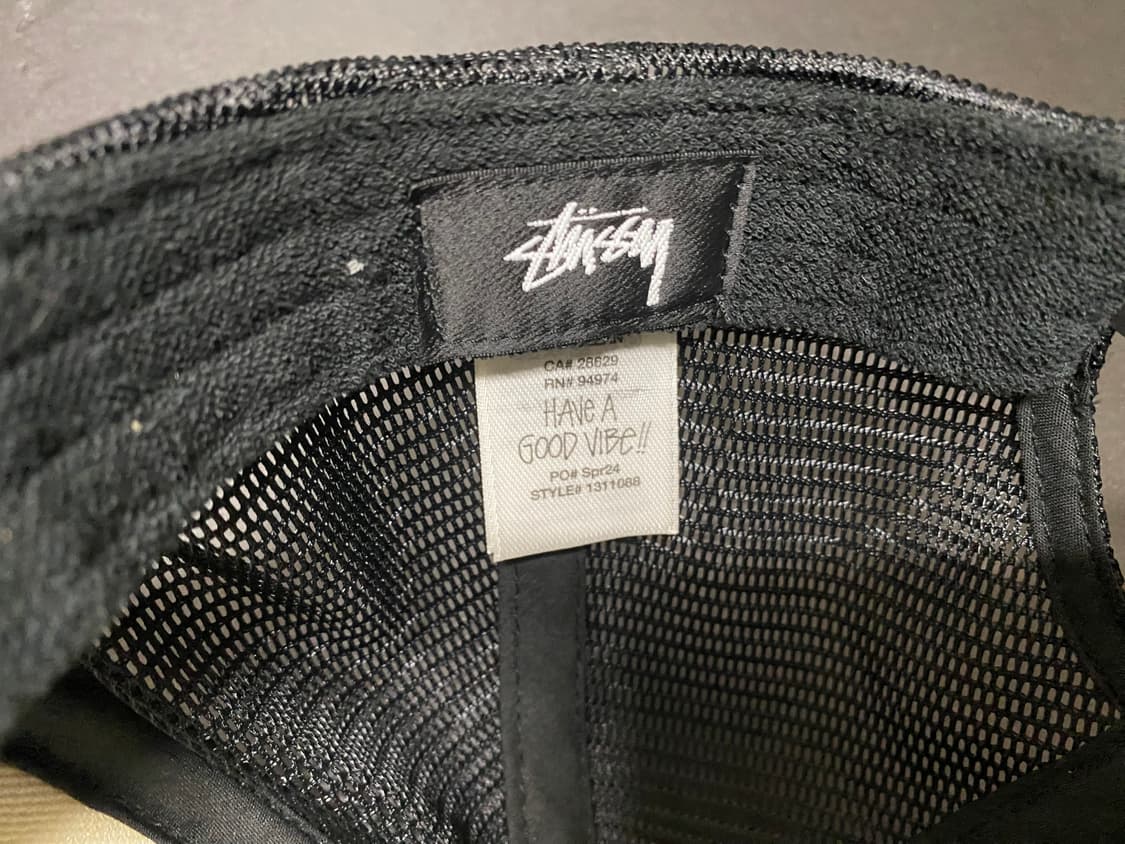 stüssy
CA# 28629
RN# 94974
HAVE A
GOOD VIBE!!
PO# Spr24
STYLE# 1311088